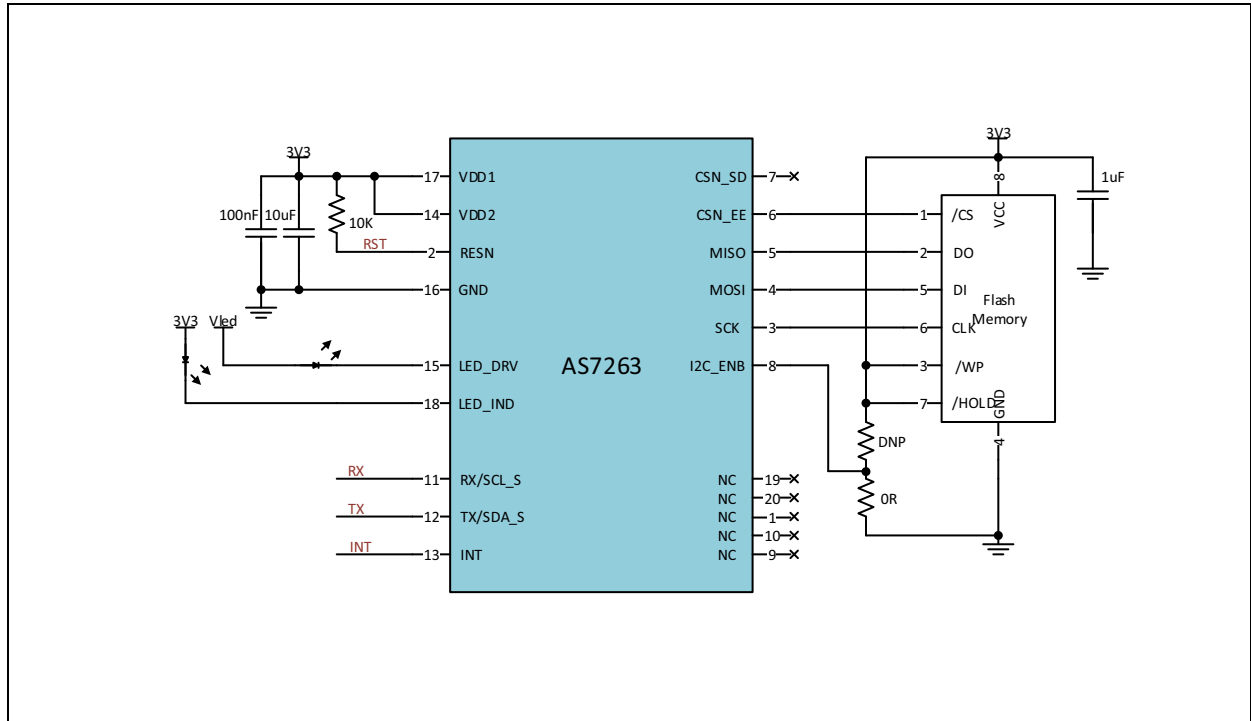 3V3
100nF 10uF
10K
RST
3V3
Vled
17 VDD1
14 VDD2
2 RESN
16 GND
15 LED_DRV
18 LED_IND
RX
11 RX/SCL_S
TX
12 TX/SDA_S
INT
13 INT
AS7263
CSN_SD 7
CSN_EE 6
MISO 5
MOSI 4
SCK 3
I2C_ENB 8
NC 19
NC 20
NC 1
NC 10
NC 9
3V3
1uF
8
VCC
1 /CS
2 DO
5 DI
Flash
Memory
6 CLK
3 /WP
7 /HOLD
GND
4
DNP
0R